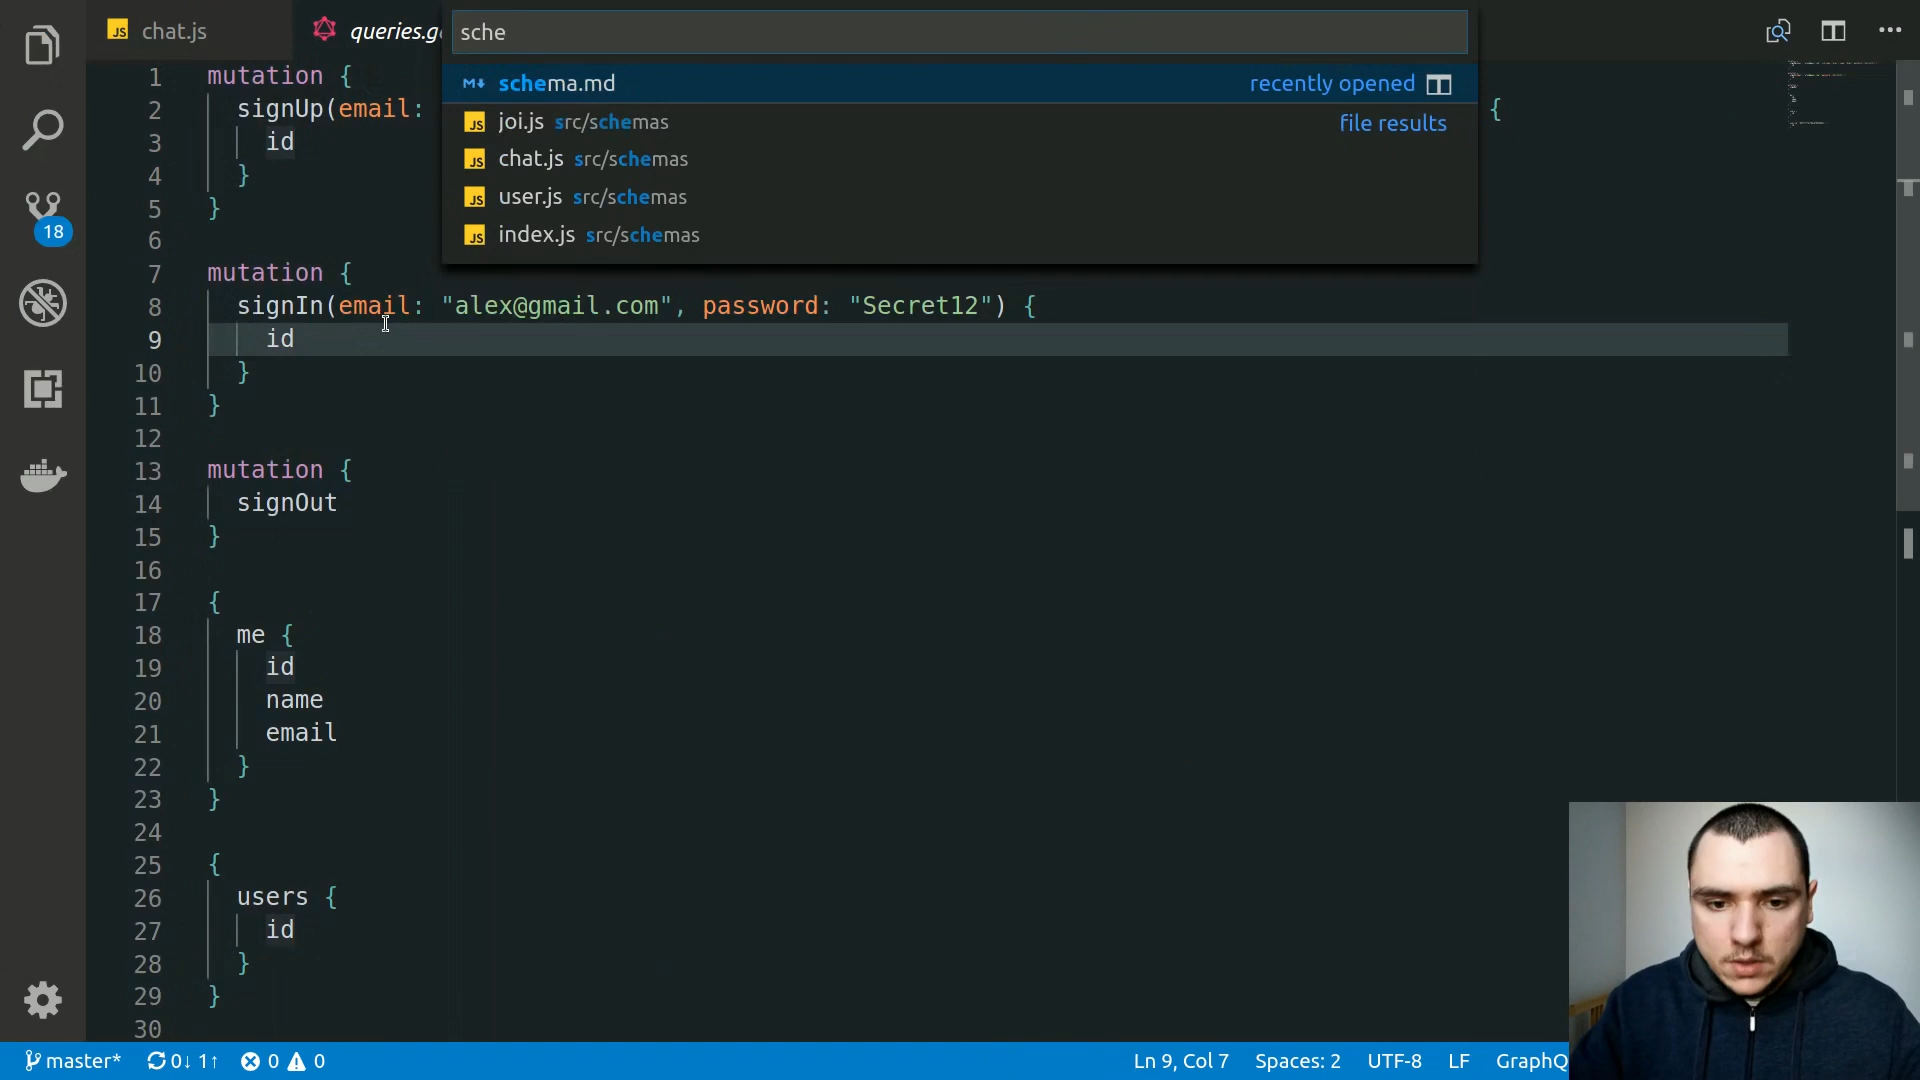 chat.js
queries.g
sche
schema.md recently opened
joi.js src/schemas file results
chat.js src/schemas
user.js src/schemas
index.js src/schemas
18
1 mutation {
2 signUp(email: {
3 id
4 }
5 }
6
7 mutation {
8 signIn(email: "alex@gmail.com", password: "Secret12") {
9 id
10 }
11 }
12
13 mutation {
14 signOut
15 }
16
17 {
18 me {
19 id
20 name
21 email
22 }
23 }
24
25 {
26 users {
27 id
28 }
29 }
30
master* 0↓ 1↑ 0 0 Ln 9, Col 7 Spaces: 2 UTF-8 LF GraphQ